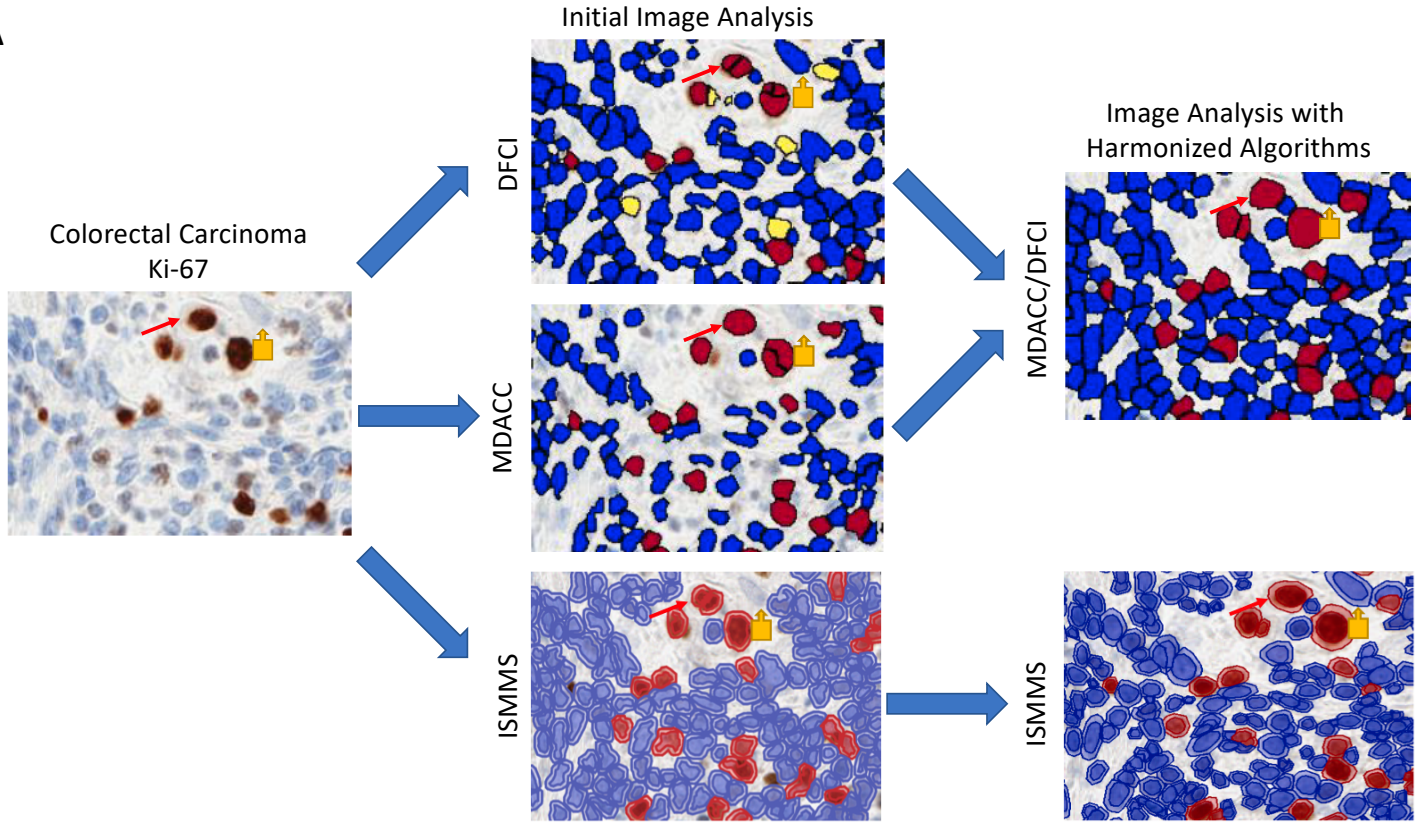 A
Initial Image Analysis
Image Analysis with
Harmonized Algorithms
Colorectal Carcinoma
Ki-67
DFCI
MDACC
ISMMS
MDACC/DFCI
ISMMS